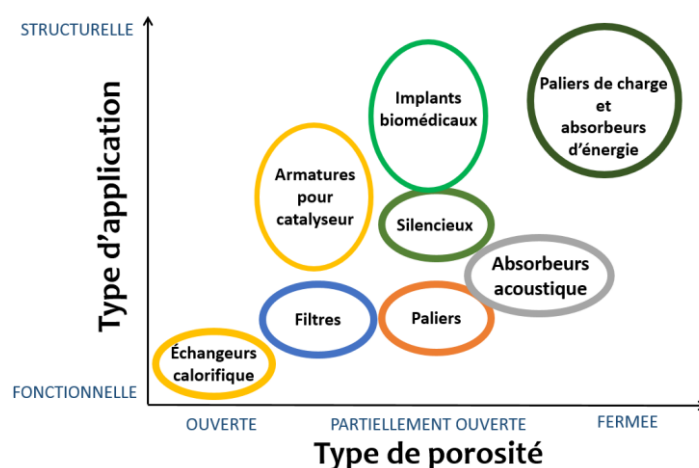 STRUCTURELLE
Type d'application
FONCTIONNELLE
Paliers de charge
et
absorbeurs
d'énergie
Implants
biomédicaux
Armatures
pour
catalyseur
Silencieux
Absorbeurs
acoustique
Filtres
Paliers
Échangeurs
calorifique
OUVERTE
PARTIELLEMENT OUVERTE
FERMEE
Type de porosité